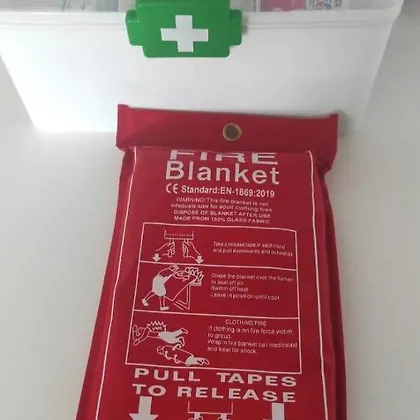 FIRE
Blanket
CE Standard:EN-1869:2019
WARNING!This fire blanket is not
adequate size for adult clothing fires
DISPOSE OF BLANKET AFTER USE
MADE FROM 100% GLASS FABRIC
Take a release tape in each hand
and pull downwards and outwards
Drape the blanket over the flames
to seal off air
Switch off heat
Leave in position until cool
CLOTHING FIRE
If clothing is on fire force victim
to ground.
Wrap in fire blanket call medical aid
and treat for shock.
PULL TAPES
TO RELEASE